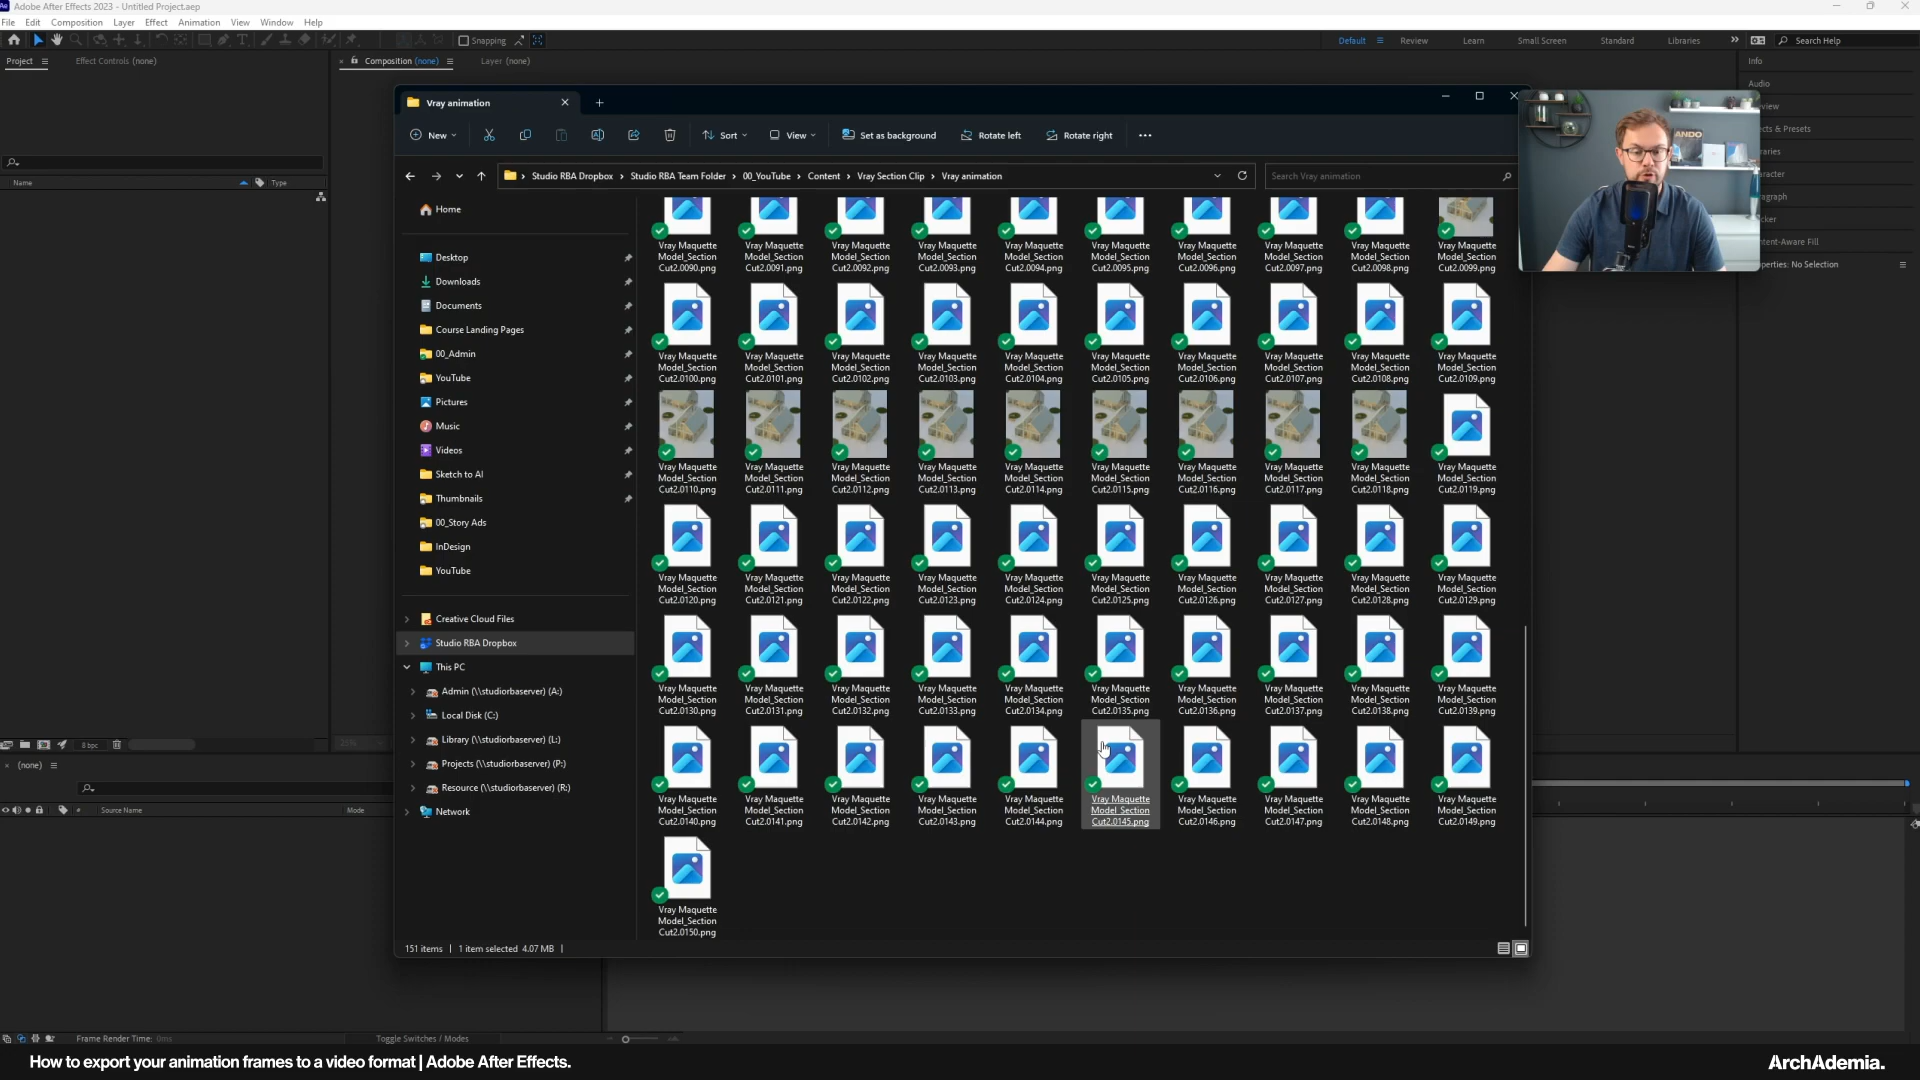 Adobe After Effects 2023 - Untitled Project.aep
File Edit Composition Layer Effect Animation View Window Help
Snapping Default Review Learn Small Screen Standard Libraries Search Help
Project Effect Controls (none) Composition (none) Layer (none) Info
Audio
Vray animation
New Sort View Set as background Rotate left Rotate right
Studio RBA Dropbox Studio RBA Team Folder 00_YouTube Content Vray Section Clip Vray animation Search Vray animation
Name Type
ANDO
Properties: No Selection
Home
Desktop
Downloads
Documents
Course Landing Pages
00_Admin
YouTube
Pictures
Music
Videos
Sketch to AI
Thumbnails
00_Story Ads
InDesign
YouTube
Creative Cloud Files
Studio RBA Dropbox
This PC
Admin (\\studiorbaserver) (A:)
Local Disk (C:)
Library (\\studiorbaserver) (L:)
Projects (\\studiorbaserver) (P:)
Resource (\\studiorbaserver) (R:)
Network
Vray Maquette Vray Maquette Vray Maquette Vray Maquette Vray Maquette Vray Maquette Vray Maquette Vray Maquette Vray Maquette Vray Maquette
Model_Section Model_Section Model_Section Model_Section Model_Section Model_Section Model_Section Model_Section Model_Section Model_Section
Cut2.0090.png Cut2.0091.png Cut2.0092.png Cut2.0093.png Cut2.0094.png Cut2.0095.png Cut2.0096.png Cut2.0097.png Cut2.0098.png Cut2.0099.png
Vray Maquette Vray Maquette Vray Maquette Vray Maquette Vray Maquette Vray Maquette Vray Maquette Vray Maquette Vray Maquette Vray Maquette
Model_Section Model_Section Model_Section Model_Section Model_Section Model_Section Model_Section Model_Section Model_Section Model_Section
Cut2.0100.png Cut2.0101.png Cut2.0102.png Cut2.0103.png Cut2.0104.png Cut2.0105.png Cut2.0106.png Cut2.0107.png Cut2.0108.png Cut2.0109.png
Vray Maquette Vray Maquette Vray Maquette Vray Maquette Vray Maquette Vray Maquette Vray Maquette Vray Maquette Vray Maquette Vray Maquette
Model_Section Model_Section Model_Section Model_Section Model_Section Model_Section Model_Section Model_Section Model_Section Model_Section
Cut2.0110.png Cut2.0111.png Cut2.0112.png Cut2.0113.png Cut2.0114.png Cut2.0115.png Cut2.0116.png Cut2.0117.png Cut2.0118.png Cut2.0119.png
Vray Maquette Vray Maquette Vray Maquette Vray Maquette Vray Maquette Vray Maquette Vray Maquette Vray Maquette Vray Maquette Vray Maquette
Model_Section Model_Section Model_Section Model_Section Model_Section Model_Section Model_Section Model_Section Model_Section Model_Section
Cut2.0120.png Cut2.0121.png Cut2.0122.png Cut2.0123.png Cut2.0124.png Cut2.0125.png Cut2.0126.png Cut2.0127.png Cut2.0128.png Cut2.0129.png
Vray Maquette Vray Maquette Vray Maquette Vray Maquette Vray Maquette Vray Maquette Vray Maquette Vray Maquette Vray Maquette Vray Maquette
Model_Section Model_Section Model_Section Model_Section Model_Section Model_Section Model_Section Model_Section Model_Section Model_Section
Cut2.0130.png Cut2.0131.png Cut2.0132.png Cut2.0133.png Cut2.0134.png Cut2.0135.png Cut2.0136.png Cut2.0137.png Cut2.0138.png Cut2.0139.png
Vray Maquette Vray Maquette Vray Maquette Vray Maquette Vray Maquette Vray Maquette Vray Maquette Vray Maquette Vray Maquette Vray Maquette
Model_Section Model_Section Model_Section Model_Section Model_Section Model_Section Model_Section Model_Section Model_Section Model_Section
Cut2.0140.png Cut2.0141.png Cut2.0142.png Cut2.0143.png Cut2.0144.png Cut2.0145.png Cut2.0146.png Cut2.0147.png Cut2.0148.png Cut2.0149.png
Vray Maquette
Model_Section
Cut2.0150.png
151 items 1 item selected 4.07 MB
8 bpc
(none)
# Source Name Mode
Frame Render Time: 0ms Toggle Switches / Modes
How to export your animation frames to a video format | Adobe After Effects. ArchAdemia.